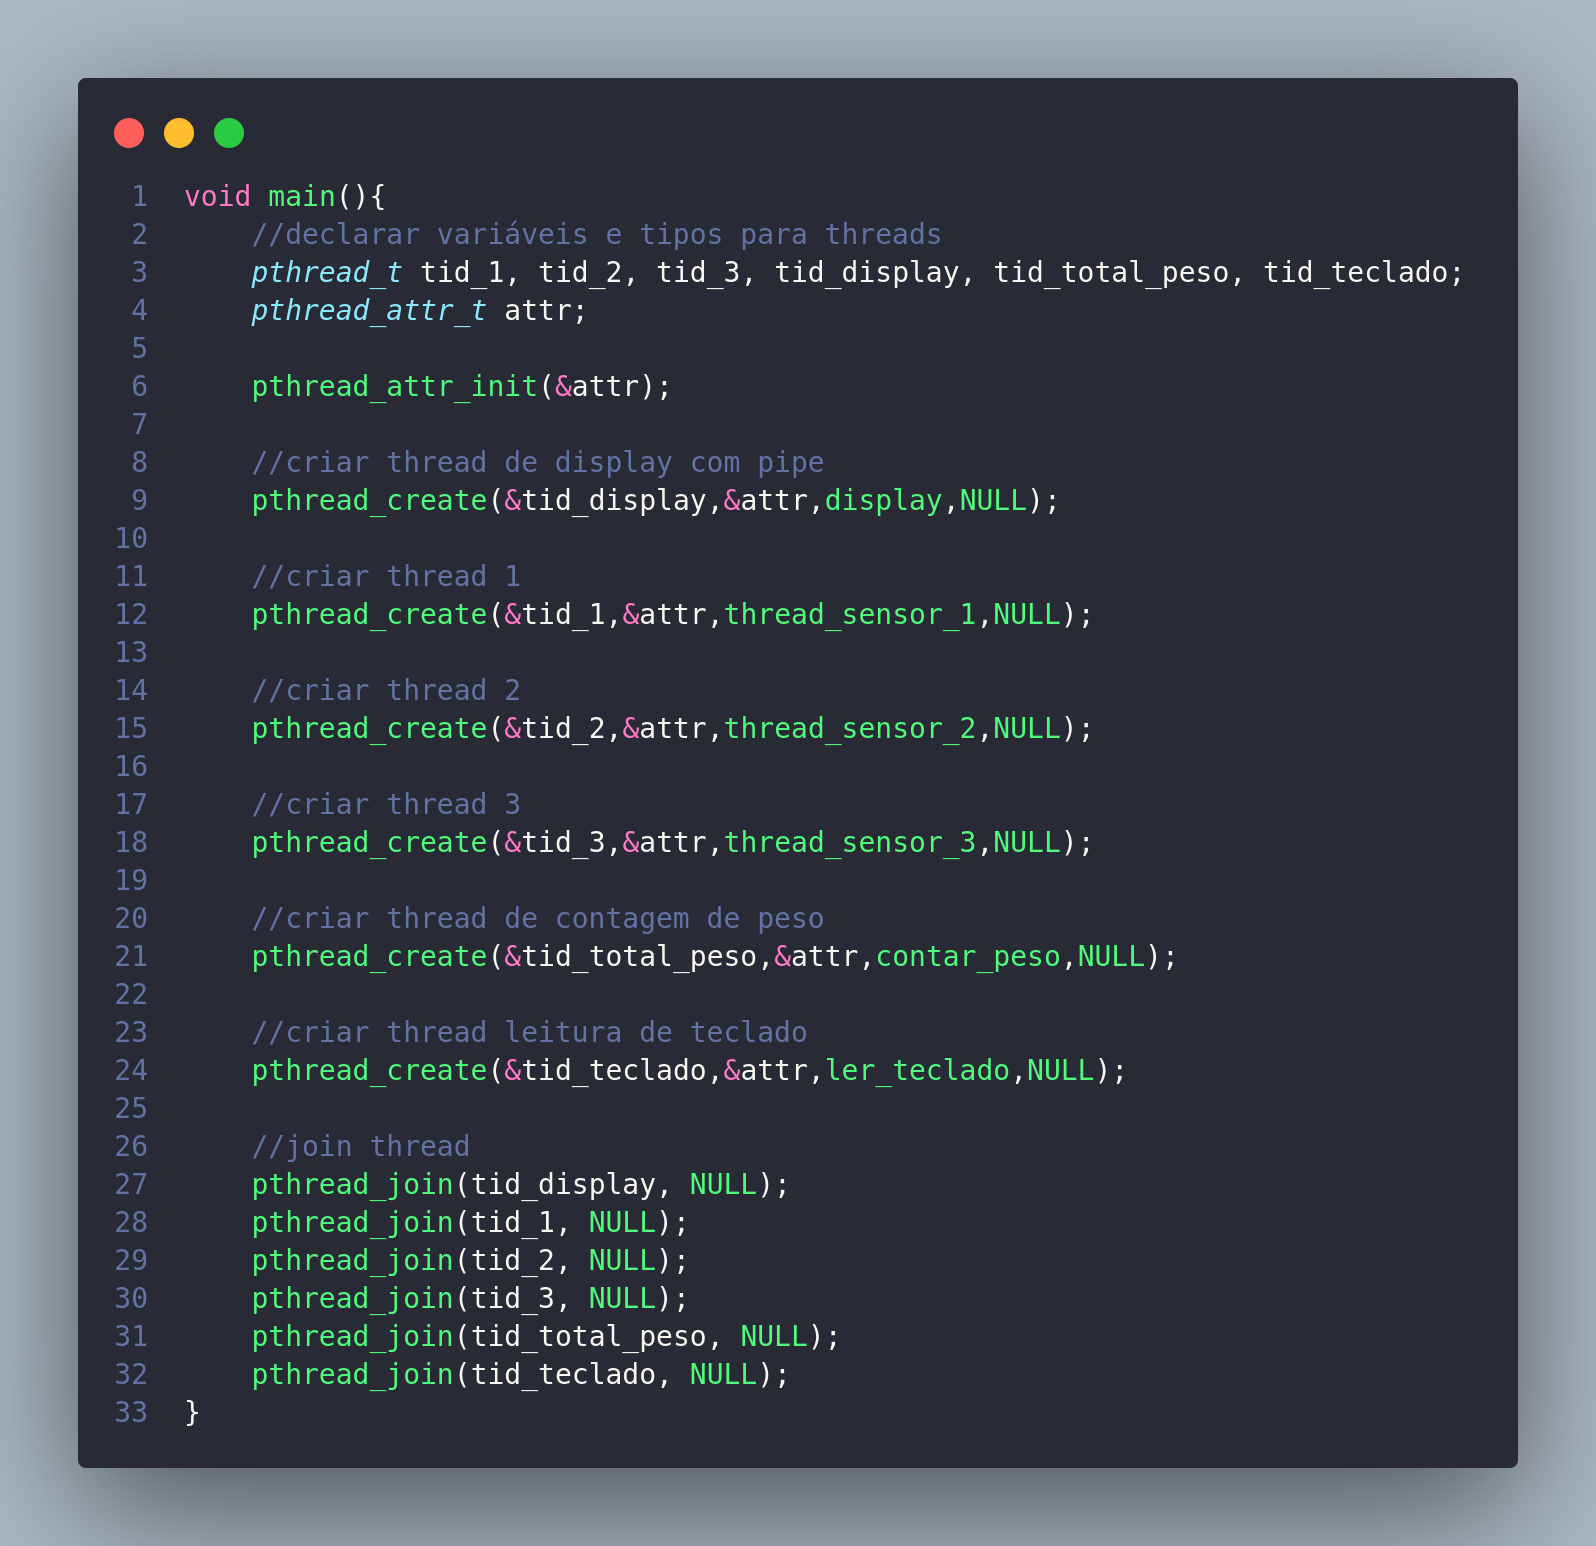 1 void main(){
2 //declarar variáveis e tipos para threads
3 pthread_t tid_1, tid_2, tid_3, tid_display, tid_total_peso, tid_teclado;
4 pthread_attr_t attr;
5
6 pthread_attr_init(&attr);
7
8 //criar thread de display com pipe
9 pthread_create(&tid_display,&attr,display,NULL);
10
11 //criar thread 1
12 pthread_create(&tid_1,&attr,thread_sensor_1,NULL);
13
14 //criar thread 2
15 pthread_create(&tid_2,&attr,thread_sensor_2,NULL);
16
17 //criar thread 3
18 pthread_create(&tid_3,&attr,thread_sensor_3,NULL);
19
20 //criar thread de contagem de peso
21 pthread_create(&tid_total_peso,&attr,contar_peso,NULL);
22
23 //criar thread leitura de teclado
24 pthread_create(&tid_teclado,&attr,ler_teclado,NULL);
25
26 //join thread
27 pthread_join(tid_display, NULL);
28 pthread_join(tid_1, NULL);
29 pthread_join(tid_2, NULL);
30 pthread_join(tid_3, NULL);
31 pthread_join(tid_total_peso, NULL);
32 pthread_join(tid_teclado, NULL);
33 }